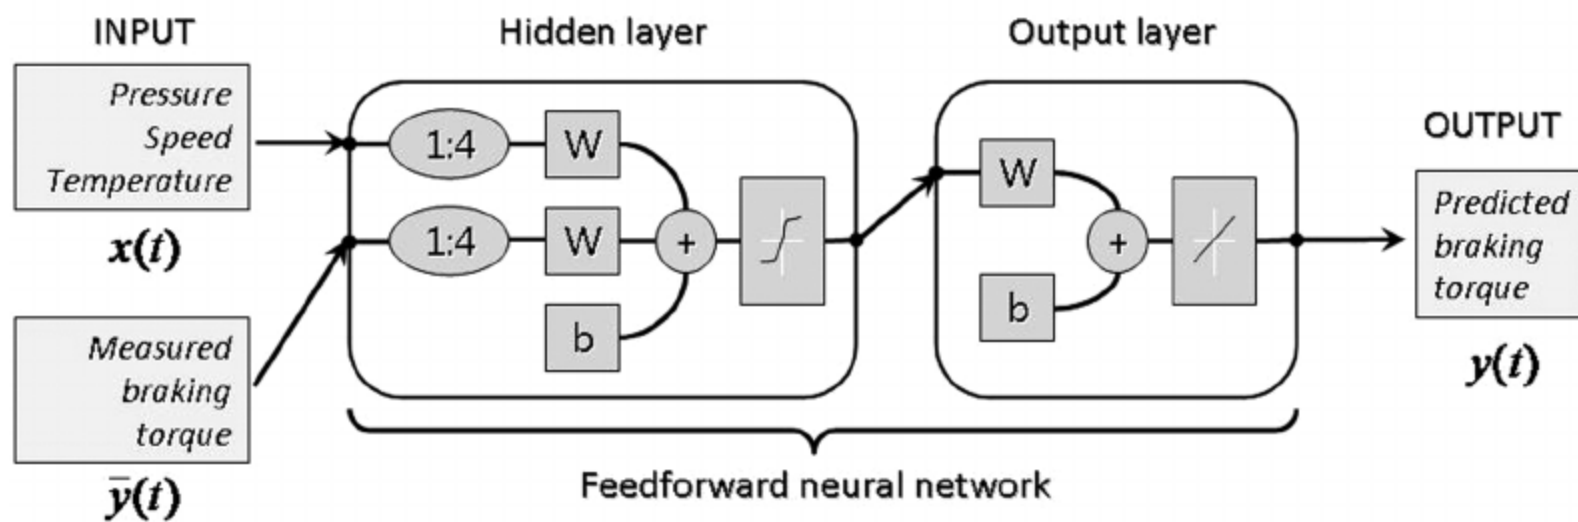 INPUT
Pressure
Speed
Temperature
x(t)
Measured
braking
torque
ȳ(t)
Hidden layer
1:4
W
1:4
W
b
+
Output layer
W
b
+
Feedforward neural network
OUTPUT
Predicted
braking
torque
y(t)